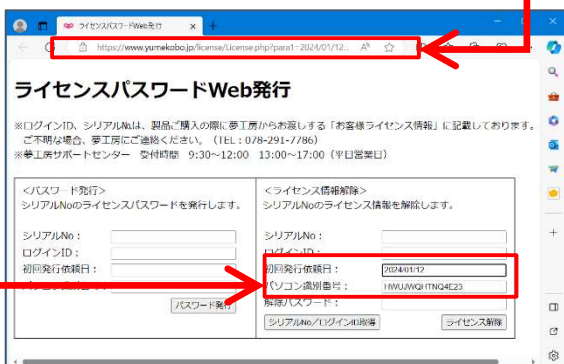 ライセンスパスワード-Web発行
https://www.yumekobo.jp/license/License.php?para1=2024/01/12...
ライセンスパスワードWeb発行
※ログインID、シリアル№は、製品ご購入の際に夢工房からお渡しする「お客様ライセンス情報」に記載しております。
ご不明な場合、夢工房にご連絡ください。（TEL：078-291-7786）
※夢工房サポートセンター 受付時間 9:30～12:00 13:00～17:00（平日営業日）
<パスワード発行>
シリアルNoのライセンスパスワードを発行します。
シリアルNo：
ログインID：
初回発行依頼日：
パスワード発行
<ライセンス情報解除>
シリアルNoのライセンス情報を解除します。
シリアルNo：
ログインID：
初回発行依頼日： 2024/01/12
パソコン識別番号： HWUJWQHTNQ4E23
解除パスワード：
シリアルNo／ログインID取得 ライセンス解除